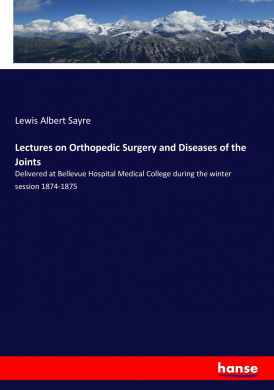 Lewis Albert Sayre
Lectures on Orthopedic Surgery and Diseases of the
Joints
Delivered at Bellevue Hospital Medical College during the winter
session 1874-1875
hanse